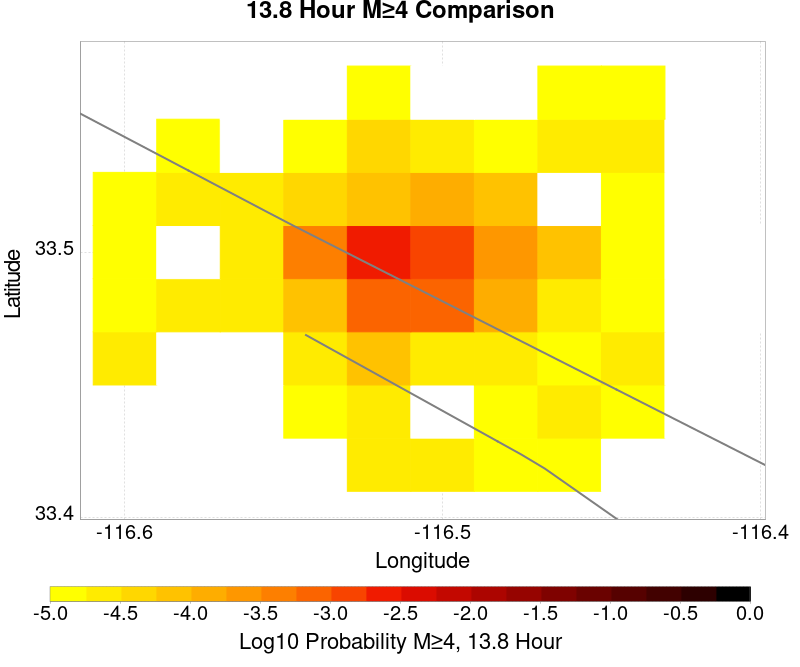 13.8 Hour M≥4 Comparison
Latitude
33.5
33.4
-116.6 -116.5 -116.4
Longitude
-5.0 -4.5 -4.0 -3.5 -3.0 -2.5 -2.0 -1.5 -1.0 -0.5 0.0
Log10 Probability M≥4, 13.8 Hour